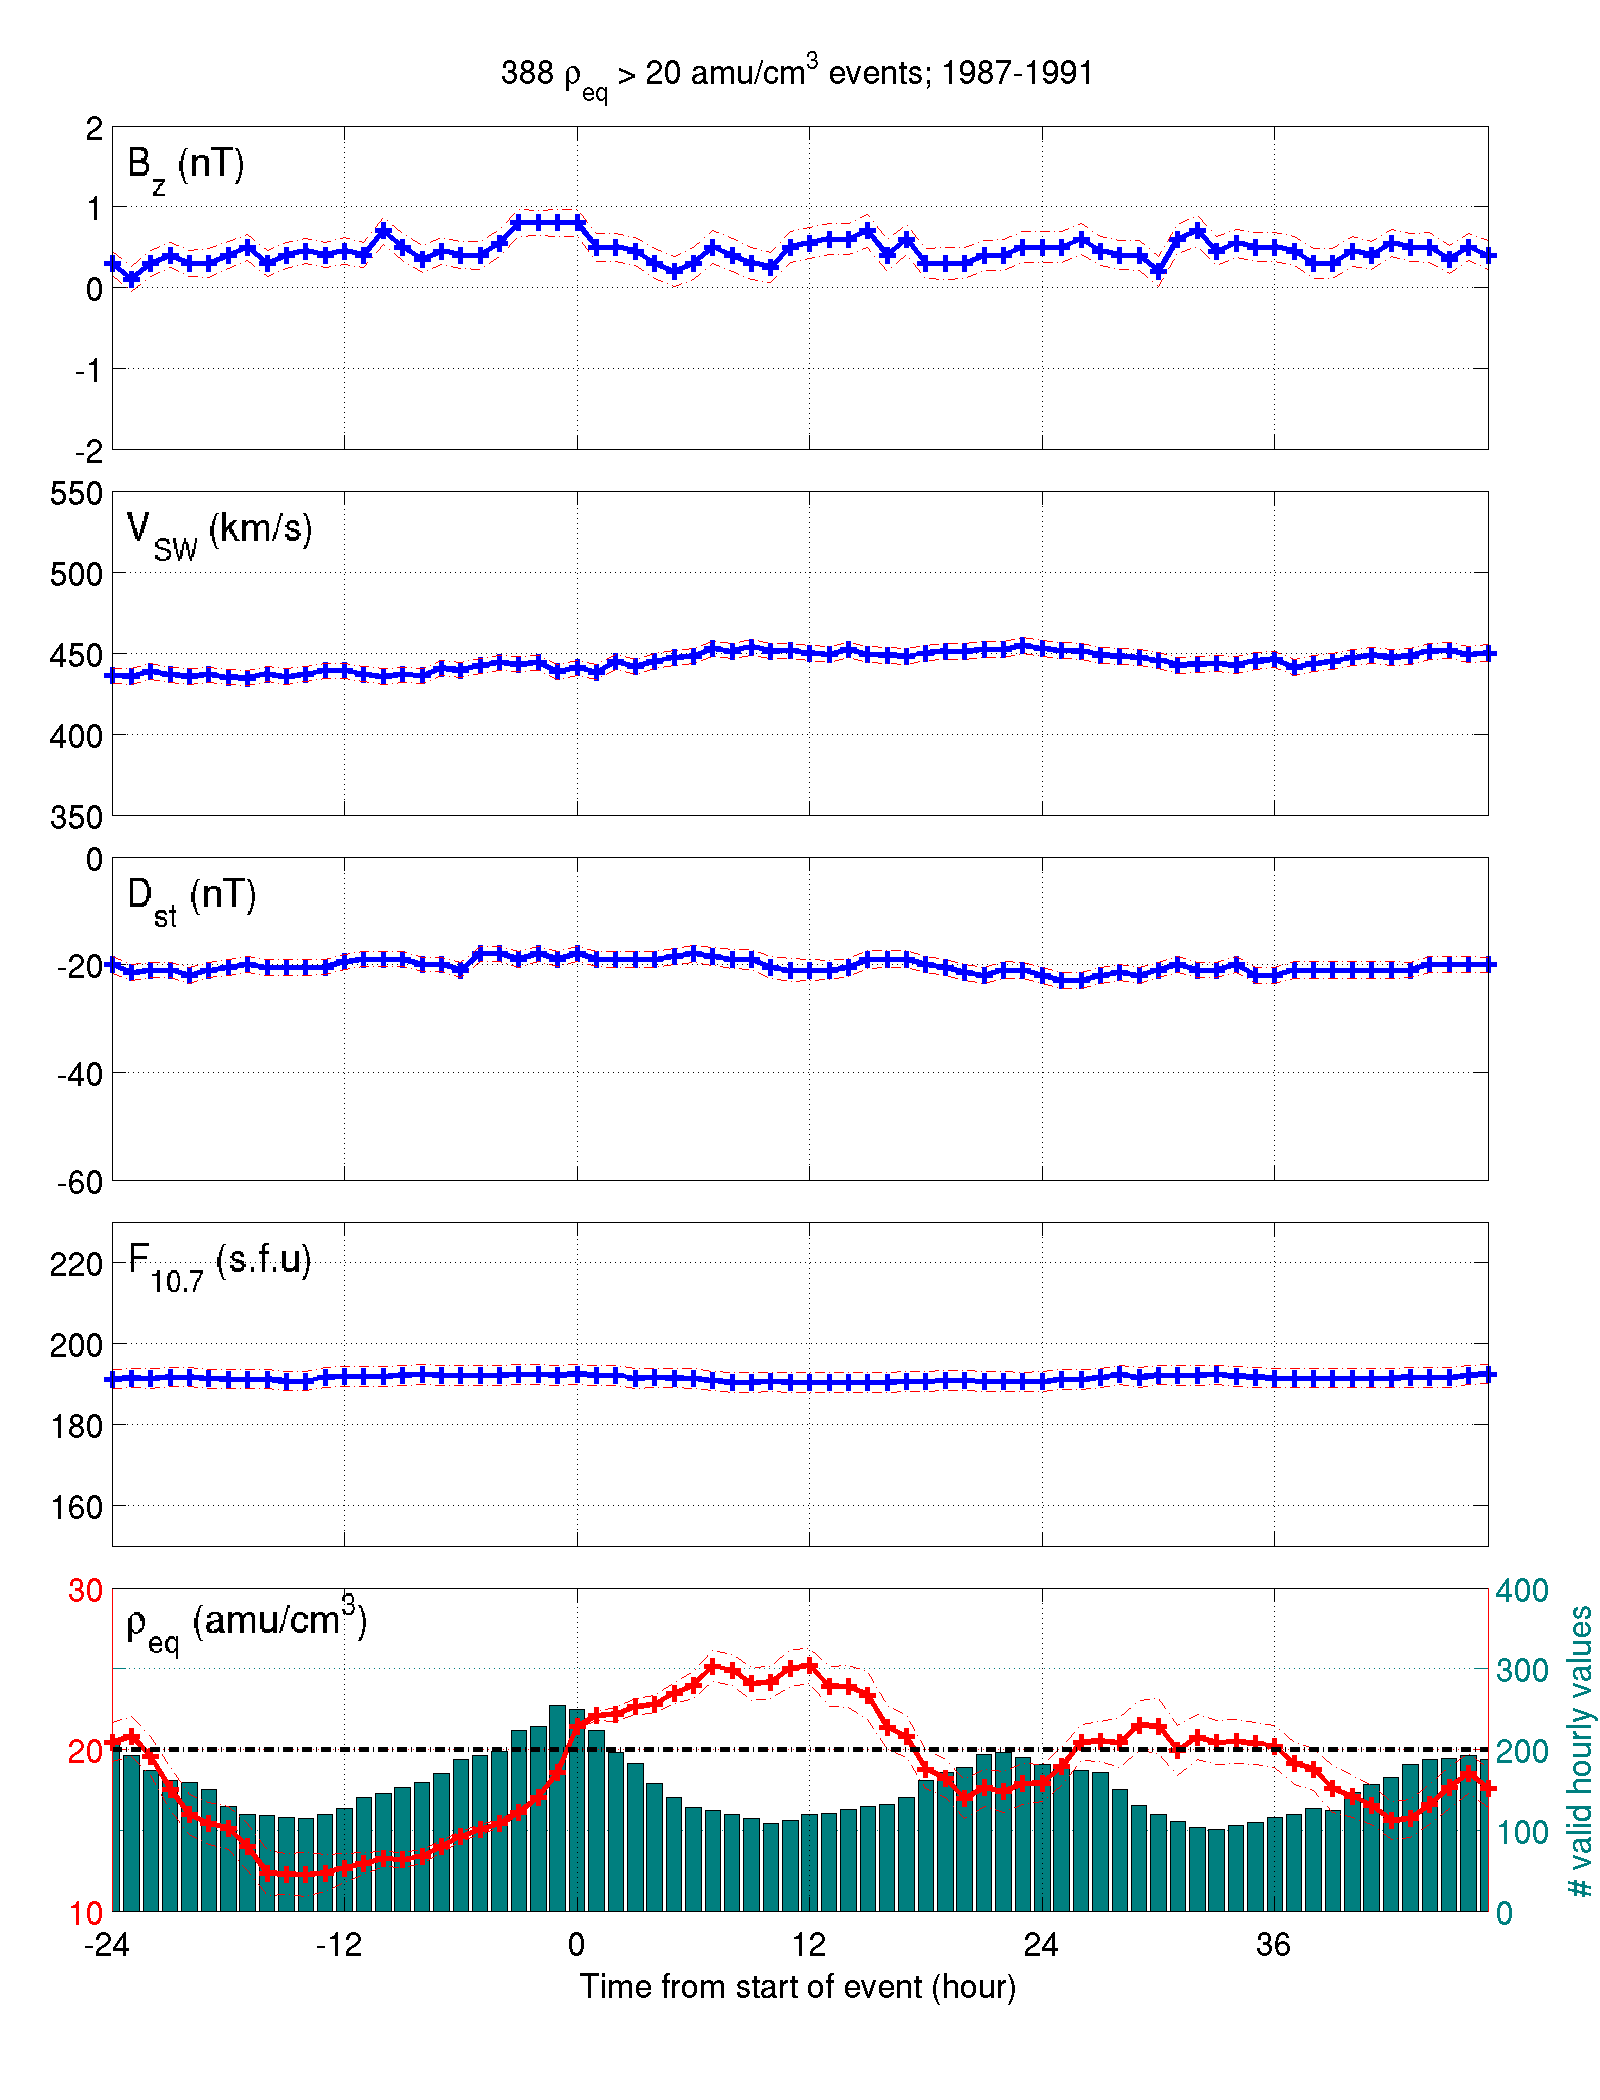 388 ρeq > 20 amu/cm3 events; 1987-1991
2
Bz (nT)
1
0
-1
-2
550
VSW (km/s)
500
450
400
350
0
Dst (nT)
-20
-40
-60
220
F10.7 (s.f.u)
200
180
160
30 400
ρeq (amu/cm3)
300
20 200
100
10 0
# valid hourly values
-24 -12 0 12 24 36
Time from start of event (hour)